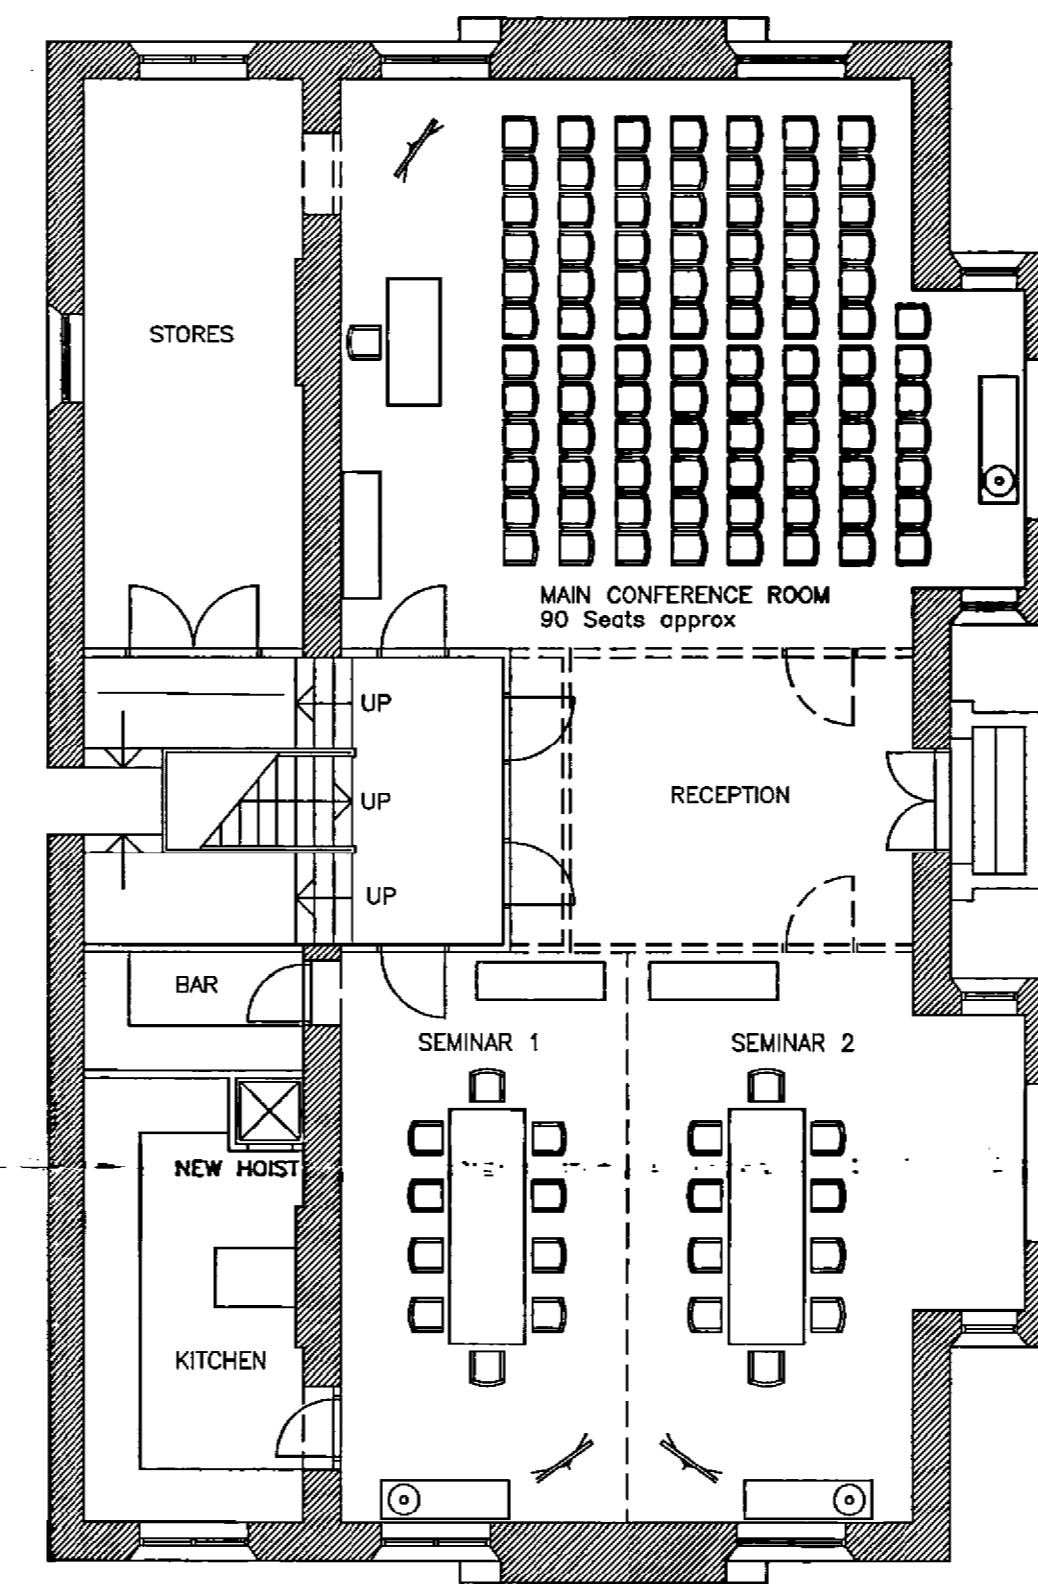 STORES
MAIN CONFERENCE ROOM
90 Seats approx
UP
UP
RECEPTION
UP
BAR
SEMINAR 1
SEMINAR 2
NEW HOIST
KITCHEN